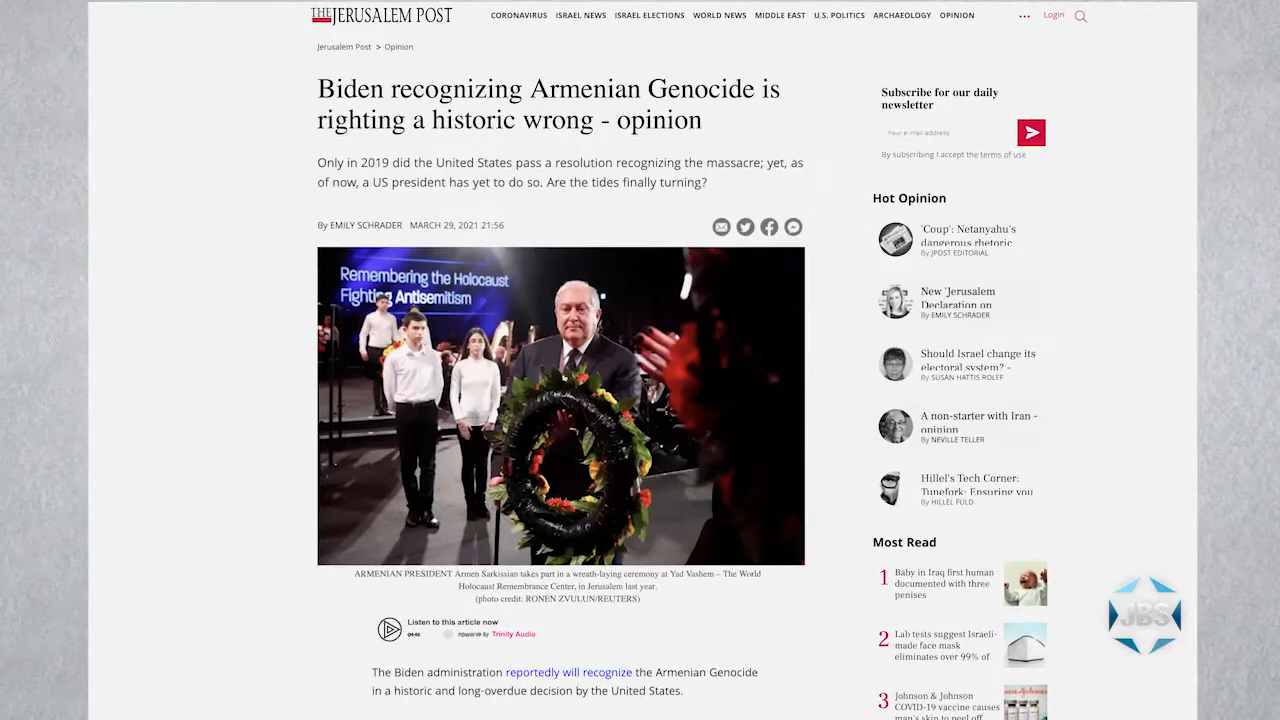 THE JERUSALEM POST
CORONAVIRUS ISRAEL NEWS ISRAEL ELECTIONS WORLD NEWS MIDDLE EAST U.S. POLITICS ARCHAEOLOGY OPINION
... Login
Jerusalem Post > Opinion
Biden recognizing Armenian Genocide is
righting a historic wrong - opinion
Only in 2019 did the United States pass a resolution recognizing the massacre; yet, as
of now, a US president has yet to do so. Are the tides finally turning?
By EMILY SCHRADER MARCH 29, 2021 21:56
Remembering the Holocaust
Fighting Antisemitism
ARMENIAN PRESIDENT Armen Sarkissian takes part in a wreath-laying ceremony at Yad Vashem – The World
Holocaust Remembrance Center, in Jerusalem last year.
(photo credit: RONEN ZVULUN/REUTERS)
Listen to this article now
04:41 Powered by Trinity Audio
The Biden administration reportedly will recognize the Armenian Genocide
in a historic and long-overdue decision by the United States.
Subscribe for our daily
newsletter
Your e-mail address
By subscribing I accept the terms of use
Hot Opinion
'Coup': Netanyahu's
dangerous rhetoric
By JPOST EDITORIAL
New 'Jerusalem
Declaration on
By EMILY SCHRADER
Should Israel change its
electoral system? -
By SUSAN HATTIS ROLEF
A non-starter with Iran -
opinion
By NEVILLE TELLER
Hillel's Tech Corner:
Tunefork: Ensuring you
By HILLEL FULD
Most Read
1 Baby in Iraq first human
documented with three
penises
2 Lab tests suggest Israeli-
made face mask
eliminates over 99% of
3 Johnson & Johnson
COVID-19 vaccine causes
man's skin to peel off
JBS